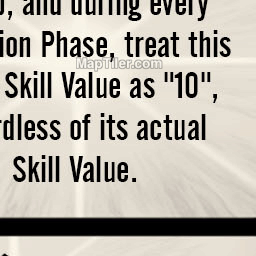 , and during every
ion Phase, treat this
Skill Value as "10",
rdless of its actual
Skill Value.
MapTiler.com